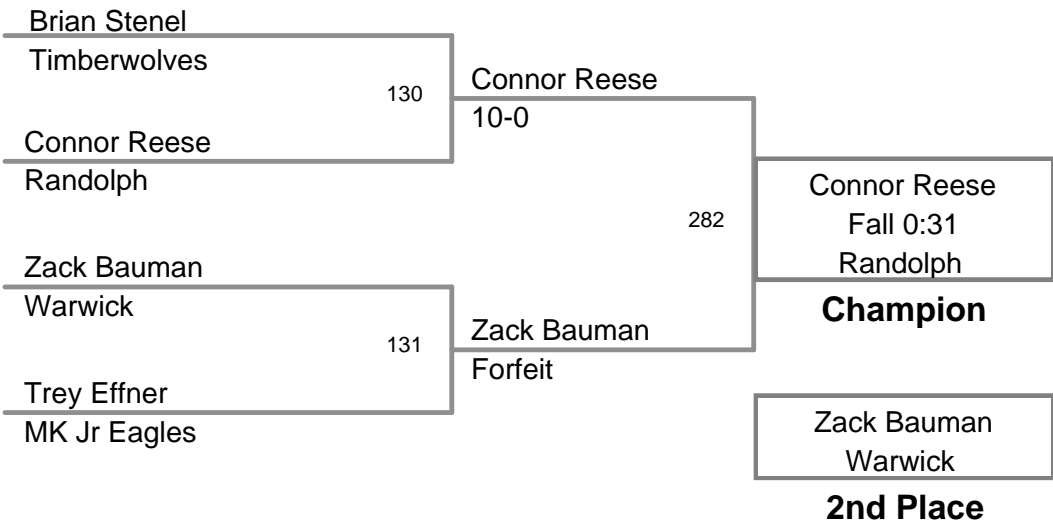 Brian Stenel
Timberwolves
130
Connor Reese
Randolph
Connor Reese
10-0
Zack Bauman
Warwick
131
Trey Effner
MK Jr Eagles
Zack Bauman
Forfeit
282
Connor Reese
Fall 0:31
Randolph
Champion
Zack Bauman
Warwick
2nd Place